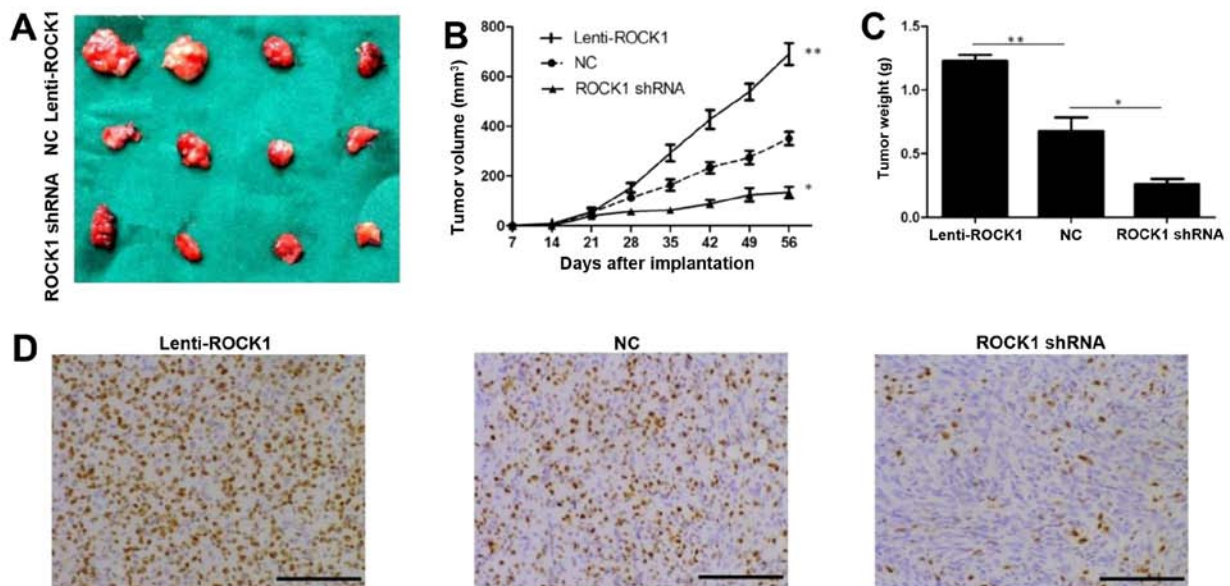 A
Lenti-ROCK1
NC
ROCK1 shRNA
B
Tumor volume (mm³)
800
600
400
200
0
Lenti-ROCK1
NC
ROCK1 shRNA
**
*
7 14 21 28 35 42 49 56
Days after implantation
C
Tumor weight (g)
1.5
1.0
0.5
0.0
**
*
Lenti-ROCK1 NC ROCK1 shRNA
D
Lenti-ROCK1 NC ROCK1 shRNA